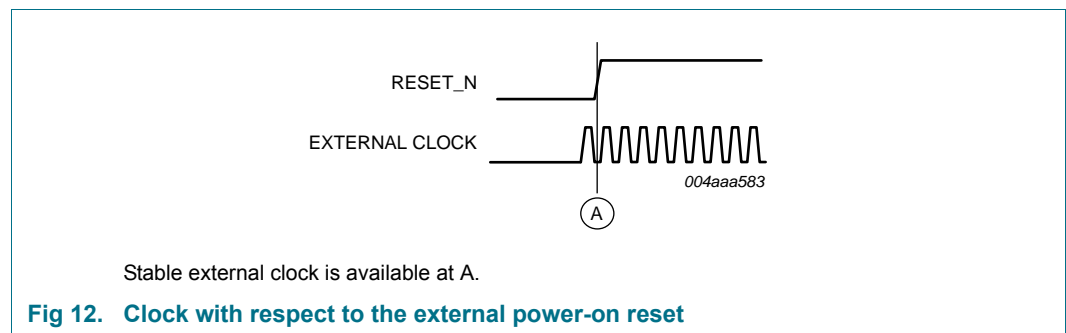 RESET_N
EXTERNAL CLOCK
004aaa583
A
Stable external clock is available at A.
Fig 12. Clock with respect to the external power-on reset